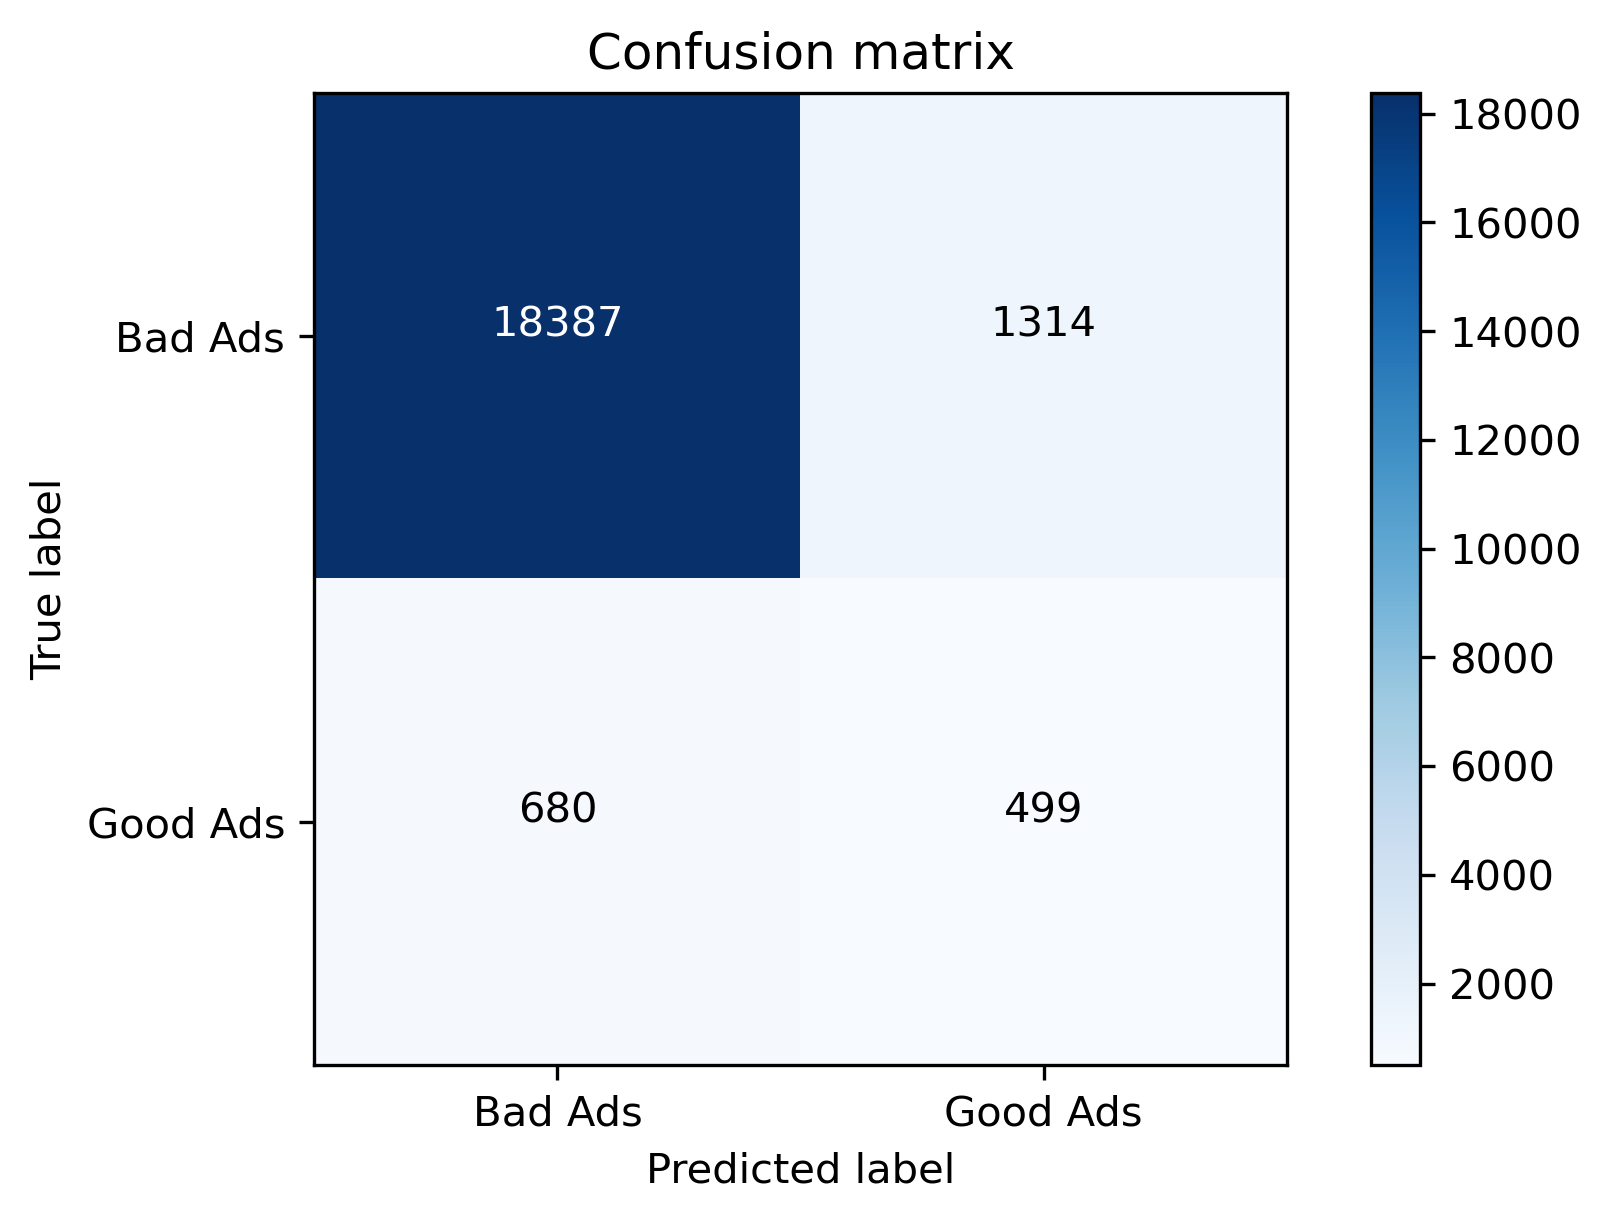 Confusion matrix
18000
16000
14000
12000
10000
8000
6000
4000
2000
True label
Bad Ads
18387
1314
Good Ads
680
499
Bad Ads
Good Ads
Predicted label